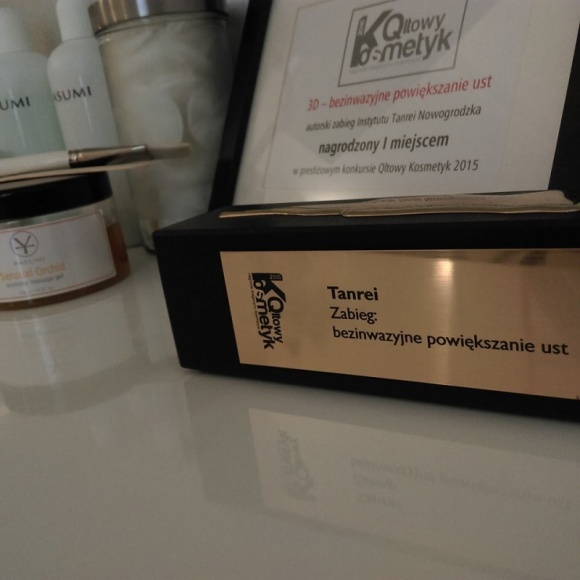 SUMI
ASUMI
Sensual Orchid
Qltowy
Kosmetyk
3D – bezinwazyjne powiększanie ust
autorski zabieg Instytutu Tanrei Nowogrodzka
nagrodzony I miejscem
w prestiżowym konkursie Qltowy Kosmetyk 2015
Qltowy
Kosmetyk
Tanrei
Zabieg:
bezinwazyjne powiększanie ust